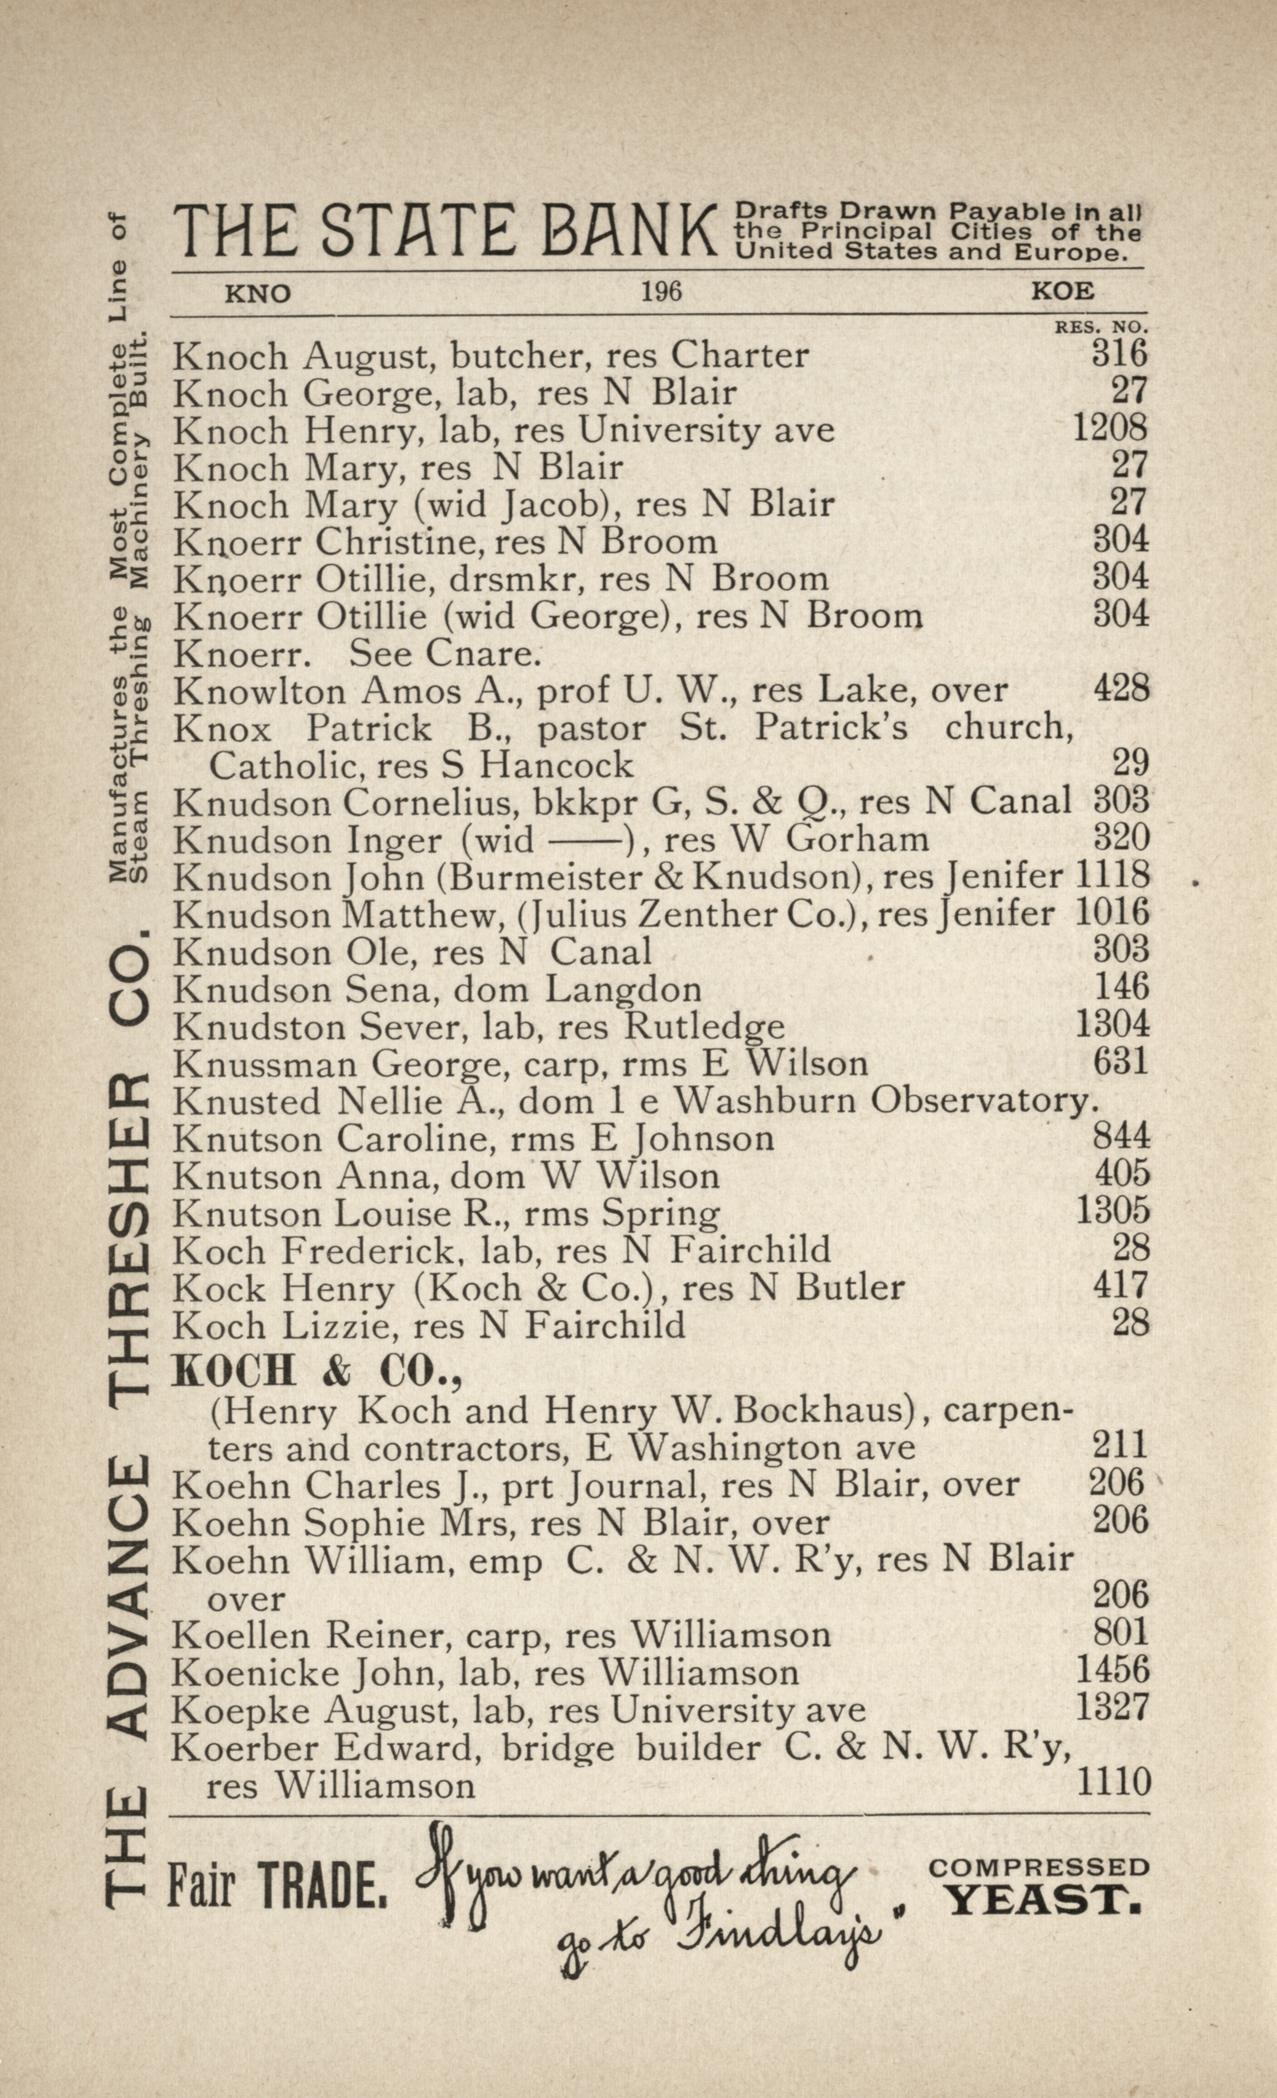 THE STATE BANK
Drafts Drawn Payable in all
the Principal Cities of the
United States and Europe.
KNO 196 KOE
RES. NO.
Knoch August, butcher, res Charter 316
Knoch George, lab, res N Blair 27
Knoch Henry, lab, res University ave 1208
Knoch Mary, res N Blair 27
Knoch Mary (wid Jacob), res N Blair 27
Knoerr Christine, res N Broom 304
Knoerr Otillie, drsmkr, res N Broom 304
Knoerr Otillie (wid George), res N Broom 304
Knoerr. See Cnare.
Knowlton Amos A., prof U. W., res Lake, over 428
Knox Patrick B., pastor St. Patrick's church,
Catholic, res S Hancock 29
Knudson Cornelius, bkkpr G, S. & Q., res N Canal 303
Knudson Inger (wid ——), res W Gorham 320
Knudson John (Burmeister & Knudson), res Jenifer 1118
Knudson Matthew, (Julius Zenther Co.), res Jenifer 1016
Knudson Ole, res N Canal 303
Knudson Sena, dom Langdon 146
Knudston Sever, lab, res Rutledge 1304
Knussman George, carp, rms E Wilson 631
Knusted Nellie A., dom 1 e Washburn Observatory.
Knutson Caroline, rms E Johnson 844
Knutson Anna, dom W Wilson 405
Knutson Louise R., rms Spring 1305
Koch Frederick, lab, res N Fairchild 28
Kock Henry (Koch & Co.), res N Butler 417
Koch Lizzie, res N Fairchild 28
KOCH & CO.,
(Henry Koch and Henry W. Bockhaus), carpen-
ters and contractors, E Washington ave 211
Koehn Charles J., prt Journal, res N Blair, over 206
Koehn Sophie Mrs, res N Blair, over 206
Koehn William, emp C. & N. W. R'y, res N Blair
over 206
Koellen Reiner, carp, res Williamson 801
Koenicke John, lab, res Williamson 1456
Koepke August, lab, res University ave 1327
Koerber Edward, bridge builder C. & N. W. R'y,
res Williamson 1110
Fair TRADE.
If you want a good thing
go to Findlay's"
COMPRESSED
YEAST.
THE ADVANCE THRESHER CO.
Manufactures the Most Complete Line of
Steam Threshing Machinery Built.